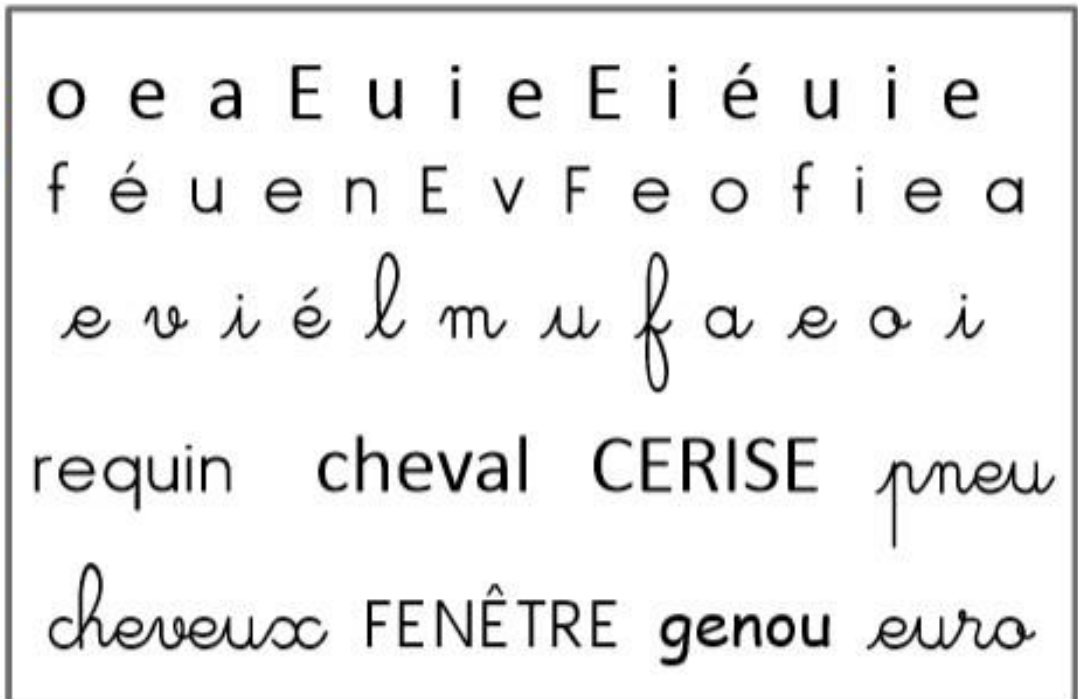 o e a E u i e E i é u i e
f é u e n E v F e o f i e a
e v i é l m u f a e o i
requin cheval CERISE pneu
cheveux FENÊTRE genou euro